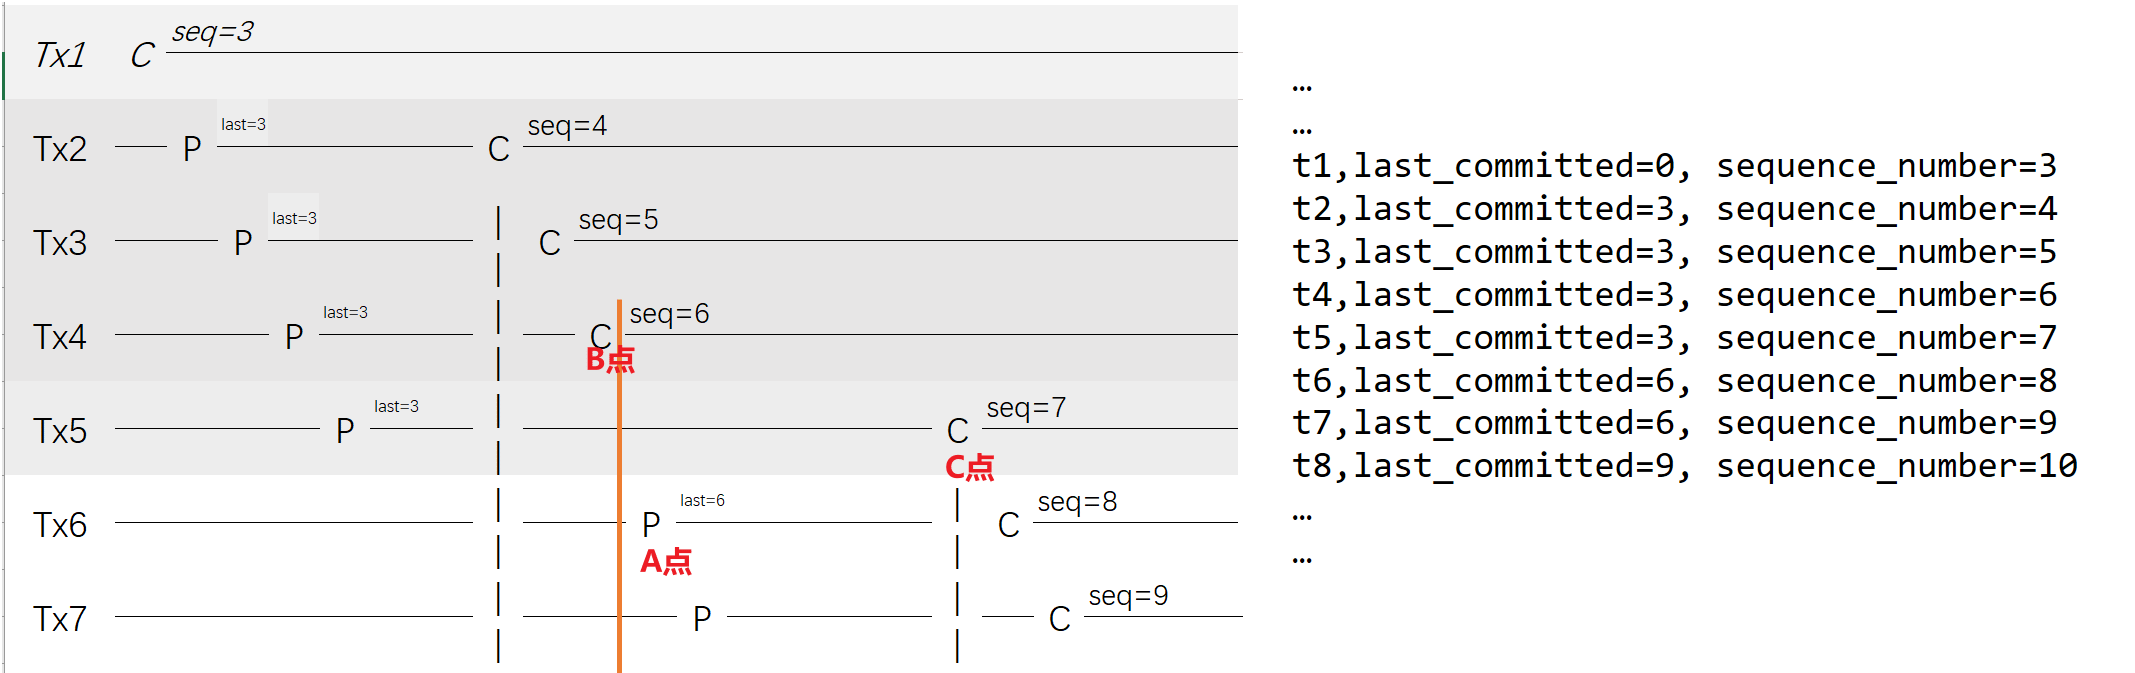 Tx1 C seq=3
Tx2 P last=3 C seq=4
Tx3 P last=3 C seq=5
Tx4 P last=3 C seq=6
B点
Tx5 P last=3 C seq=7
C点
Tx6 P last=6 C seq=8
A点
Tx7 P C seq=9
…
…
t1,last_committed=0, sequence_number=3
t2,last_committed=3, sequence_number=4
t3,last_committed=3, sequence_number=5
t4,last_committed=3, sequence_number=6
t5,last_committed=3, sequence_number=7
t6,last_committed=6, sequence_number=8
t7,last_committed=6, sequence_number=9
t8,last_committed=9, sequence_number=10
…
…